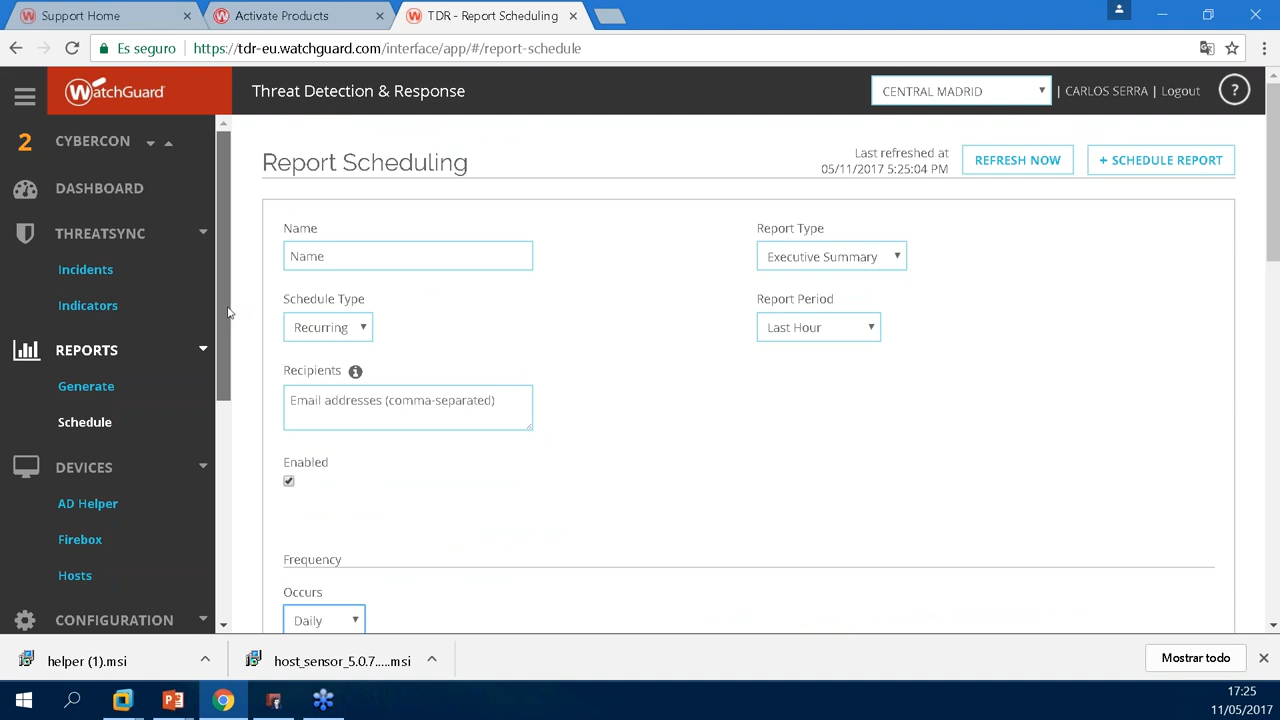 Support Home
Activate Products
TDR - Report Scheduling
Es seguro
https://tdr-eu.watchguard.com/interface/app/#/report-schedule
WatchGuard
Threat Detection & Response
CENTRAL MADRID
| CARLOS SERRA | Logout
?
2
CYBERCON
DASHBOARD
THREATSYNC
Incidents
Indicators
REPORTS
Generate
Schedule
DEVICES
AD Helper
Firebox
Hosts
CONFIGURATION
Report Scheduling
Last refreshed at
05/11/2017 5:25:04 PM
REFRESH NOW
+ SCHEDULE REPORT
Name
Name
Report Type
Executive Summary
Schedule Type
Recurring
Report Period
Last Hour
Recipients
Email addresses (comma-separated)
Enabled
Frequency
Occurs
Daily
helper (1).msi
host_sensor_5.0.7.....msi
Mostrar todo
17:25
11/05/2017